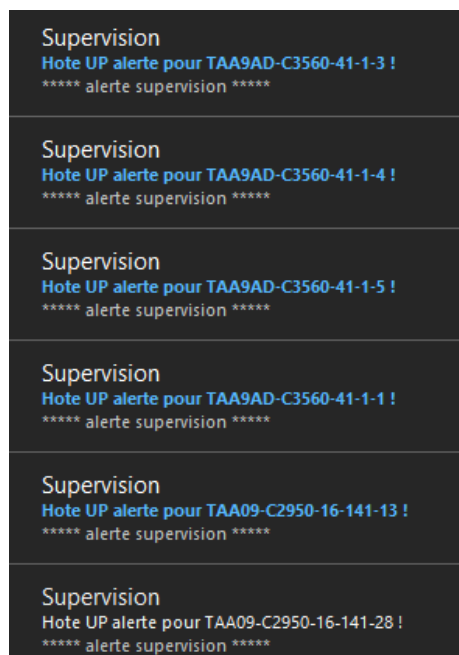 Supervision
Hote UP alerte pour TAA9AD-C3560-41-1-3 !
***** alerte supervision *****
Supervision
Hote UP alerte pour TAA9AD-C3560-41-1-4 !
***** alerte supervision *****
Supervision
Hote UP alerte pour TAA9AD-C3560-41-1-5 !
***** alerte supervision *****
Supervision
Hote UP alerte pour TAA9AD-C3560-41-1-1 !
***** alerte supervision *****
Supervision
Hote UP alerte pour TAA09-C2950-16-141-13 !
***** alerte supervision *****
Supervision
Hote UP alerte pour TAA09-C2950-16-141-28 !
***** alerte supervision *****